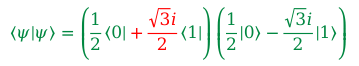 ⟨ψ|ψ⟩ = (1/2⟨0| + √3i/2⟨1|)(1/2|0⟩ − √3i/2|1⟩)